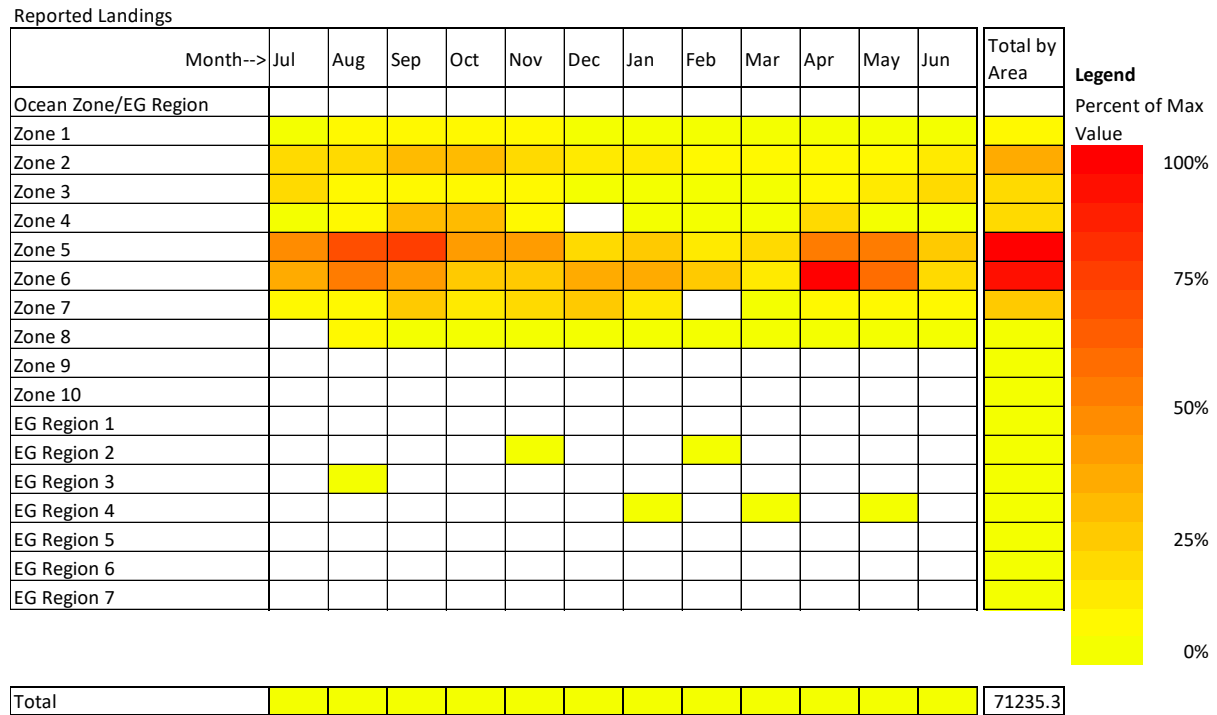 Reported Landings
Month--> Jul Aug Sep Oct Nov Dec Jan Feb Mar Apr May Jun Total by Area
Ocean Zone/EG Region
Zone 1
Zone 2
Zone 3
Zone 4
Zone 5
Zone 6
Zone 7
Zone 8
Zone 9
Zone 10
EG Region 1
EG Region 2
EG Region 3
EG Region 4
EG Region 5
EG Region 6
EG Region 7
Total 71235.3
Legend
Percent of Max
Value
100%
75%
50%
25%
0%